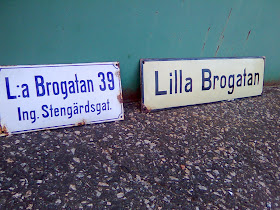 L:a Brogatan 39
Ing. Stengärdsgat.
Lilla Brogatan